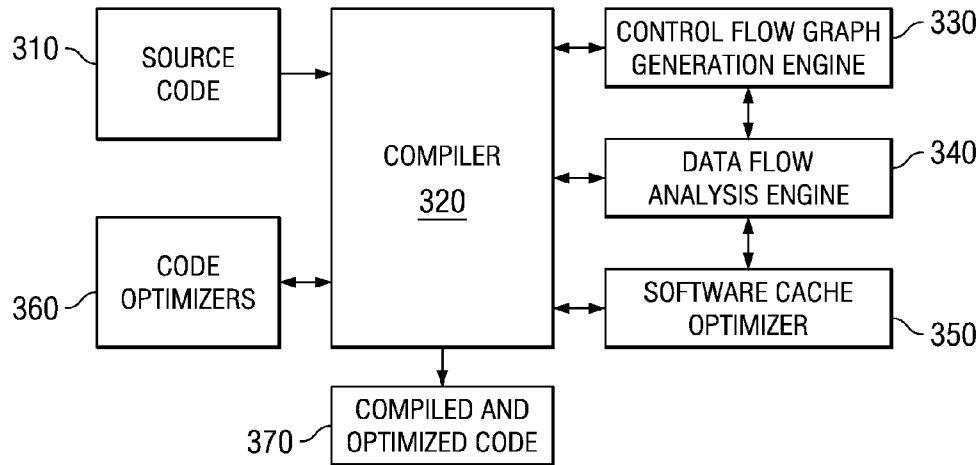 310
SOURCE
CODE
COMPILER
320
CONTROL FLOW GRAPH
GENERATION ENGINE
330
DATA FLOW
ANALYSIS ENGINE
340
360
CODE
OPTIMIZERS
SOFTWARE CACHE
OPTIMIZER
350
370
COMPILED AND
OPTIMIZED CODE